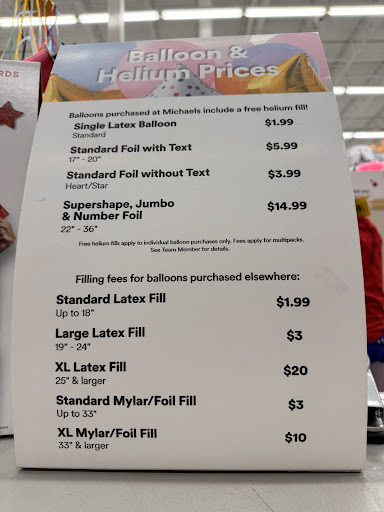 RDS
Balloon &
Helium Prices
Balloons purchased at Michaels include a free helium fill!
Single Latex Balloon $1.99
Standard
Standard Foil with Text $5.99
17" - 20"
Standard Foil without Text $3.99
Heart/Star
Supershape, Jumbo
& Number Foil $14.99
22" - 36"
Free helium fills apply to individual balloon purchases only. Fees apply for multipacks.
See Team Member for details.
Filling fees for balloons purchased elsewhere:
Standard Latex Fill $1.99
Up to 18"
Large Latex Fill $3
19" - 24"
XL Latex Fill $20
25" & larger
Standard Mylar/Foil Fill $3
Up to 33"
XL Mylar/Foil Fill $10
33" & larger